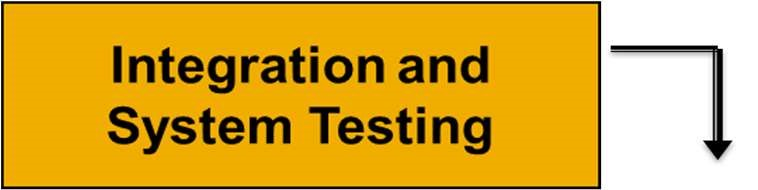 Integration and
System Testing